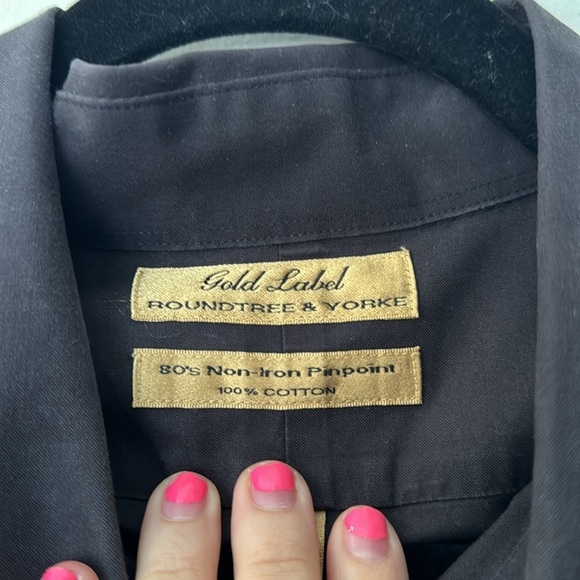 Gold Label
ROUNDTREE & YORKE
80's Non-Iron Pinpoint
100% COTTON